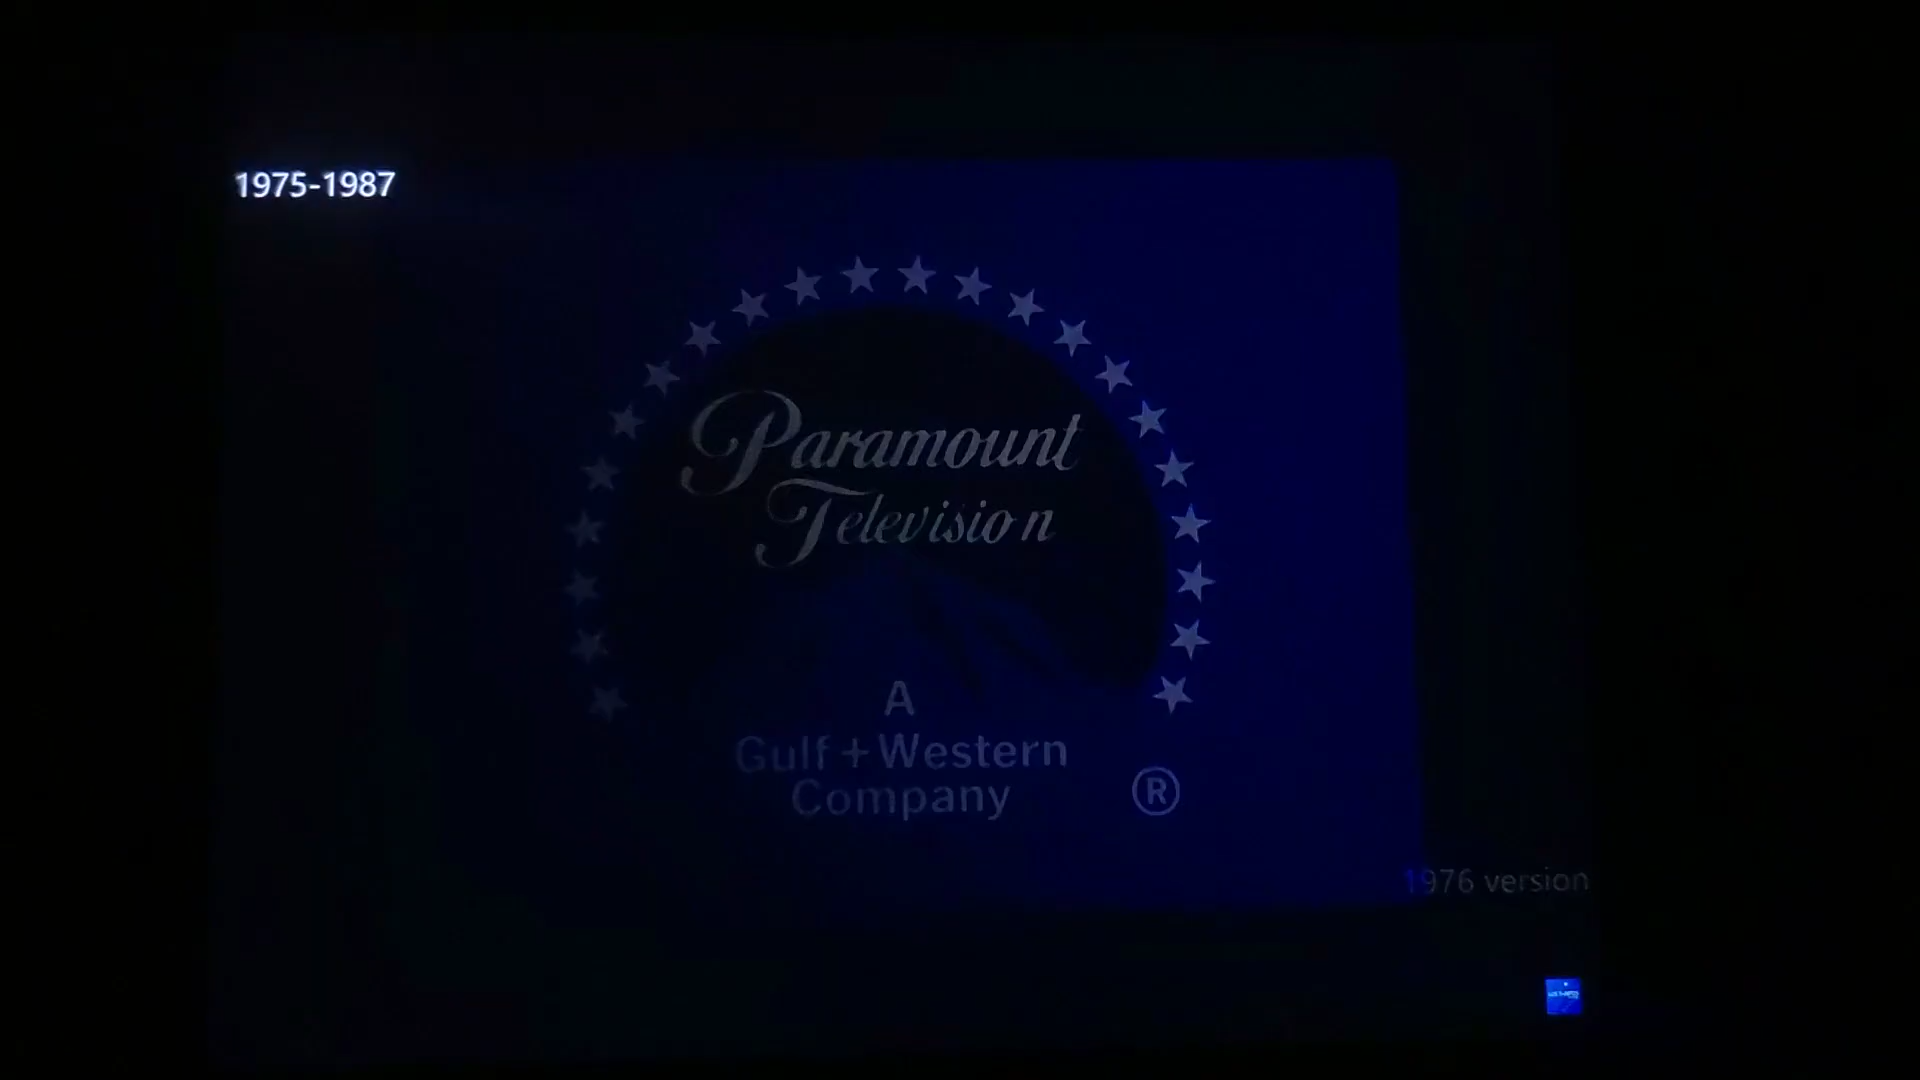 1975-1987
Paramount
Television
A
Gulf+Western
Company
®
1976 version